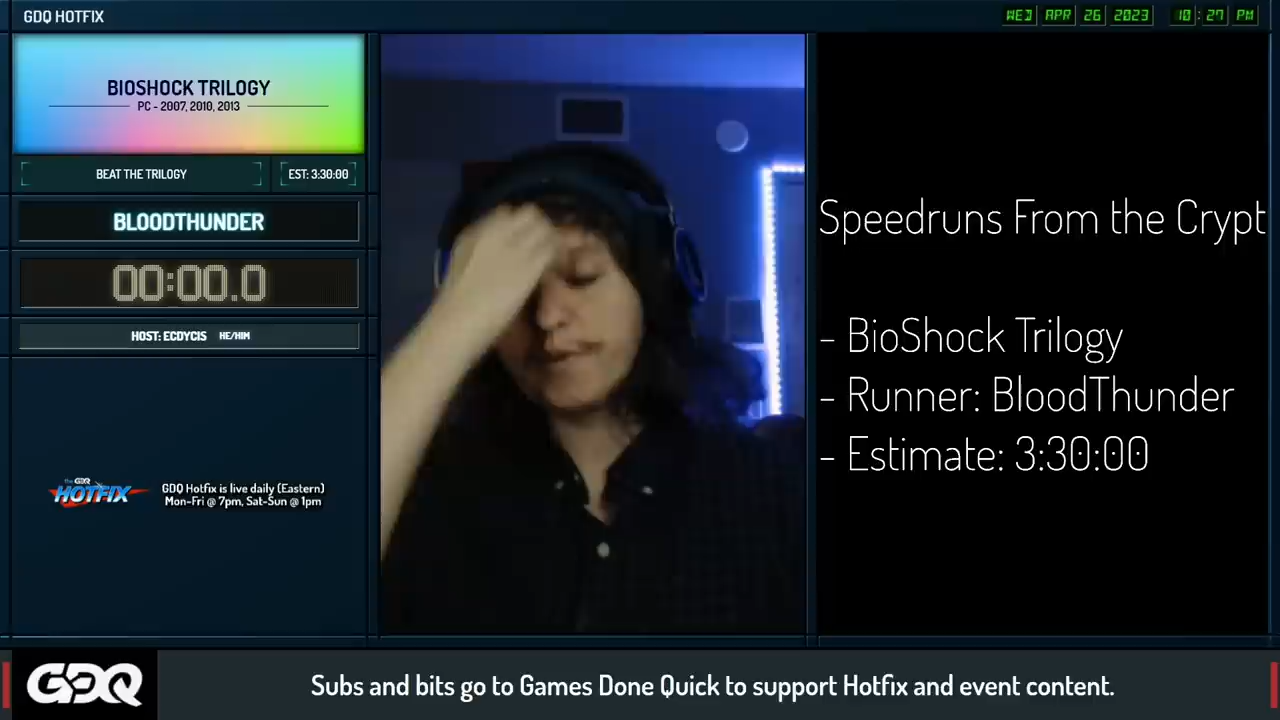 GDQ HOTFIX
WED APR 26 2023 10:27 PM
BIOSHOCK TRILOGY
PC - 2007, 2010, 2013
BEAT THE TRILOGY
EST: 3:30:00
BLOODTHUNDER
00:00.0
HOST: ECDYCIS HE/HIM
the GDQ
HOTFIX
GDQ Hotfix is live daily (Eastern)
Mon-Fri @ 7pm, Sat-Sun @ 1pm
Speedruns From the Crypt
- BioShock Trilogy
- Runner: BloodThunder
- Estimate: 3:30:00
GDQ
Subs and bits go to Games Done Quick to support Hotfix and event content.